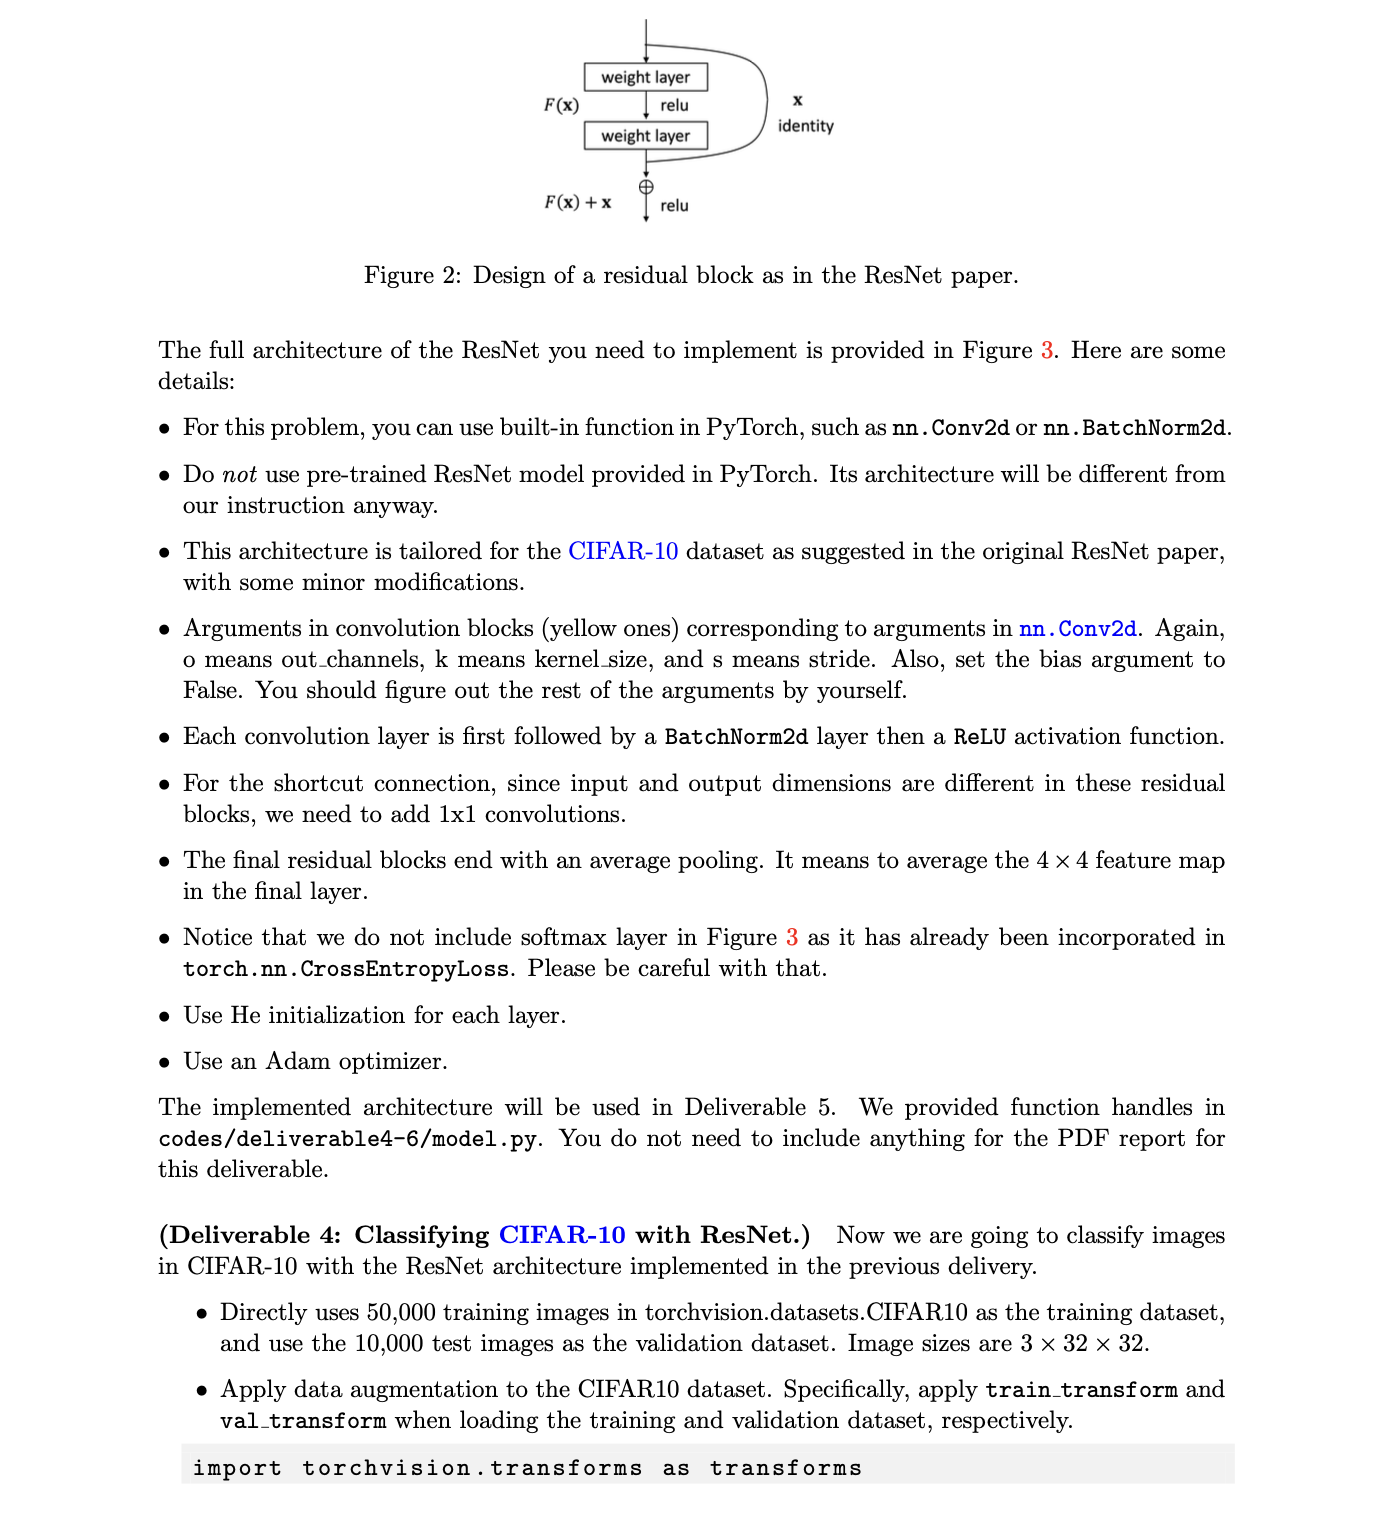 weight layer
F(x)
relu
x
identity
weight layer
F(x) + x
relu
Figure 2: Design of a residual block as in the ResNet paper.
The full architecture of the ResNet you need to implement is provided in Figure 3. Here are some
details:
• For this problem, you can use built-in function in PyTorch, such as nn.Conv2d or nn.BatchNorm2d.
• Do not use pre-trained ResNet model provided in PyTorch. Its architecture will be different from
our instruction anyway.
• This architecture is tailored for the CIFAR-10 dataset as suggested in the original ResNet paper,
with some minor modifications.
• Arguments in convolution blocks (yellow ones) corresponding to arguments in nn.Conv2d. Again,
o means out_channels, k means kernel_size, and s means stride. Also, set the bias argument to
False. You should figure out the rest of the arguments by yourself.
• Each convolution layer is first followed by a BatchNorm2d layer then a ReLU activation function.
• For the shortcut connection, since input and output dimensions are different in these residual
blocks, we need to add 1x1 convolutions.
• The final residual blocks end with an average pooling. It means to average the 4 × 4 feature map
in the final layer.
• Notice that we do not include softmax layer in Figure 3 as it has already been incorporated in
torch.nn.CrossEntropyLoss. Please be careful with that.
• Use He initialization for each layer.
• Use an Adam optimizer.
The implemented architecture will be used in Deliverable 5. We provided function handles in
codes/deliverable4-6/model.py. You do not need to include anything for the PDF report for
this deliverable.
(Deliverable 4: Classifying CIFAR-10 with ResNet.) Now we are going to classify images
in CIFAR-10 with the ResNet architecture implemented in the previous delivery.
• Directly uses 50,000 training images in torchvision.datasets.CIFAR10 as the training dataset,
and use the 10,000 test images as the validation dataset. Image sizes are 3 × 32 × 32.
• Apply data augmentation to the CIFAR10 dataset. Specifically, apply train_transform and
val_transform when loading the training and validation dataset, respectively.
import torchvision.transforms as transforms